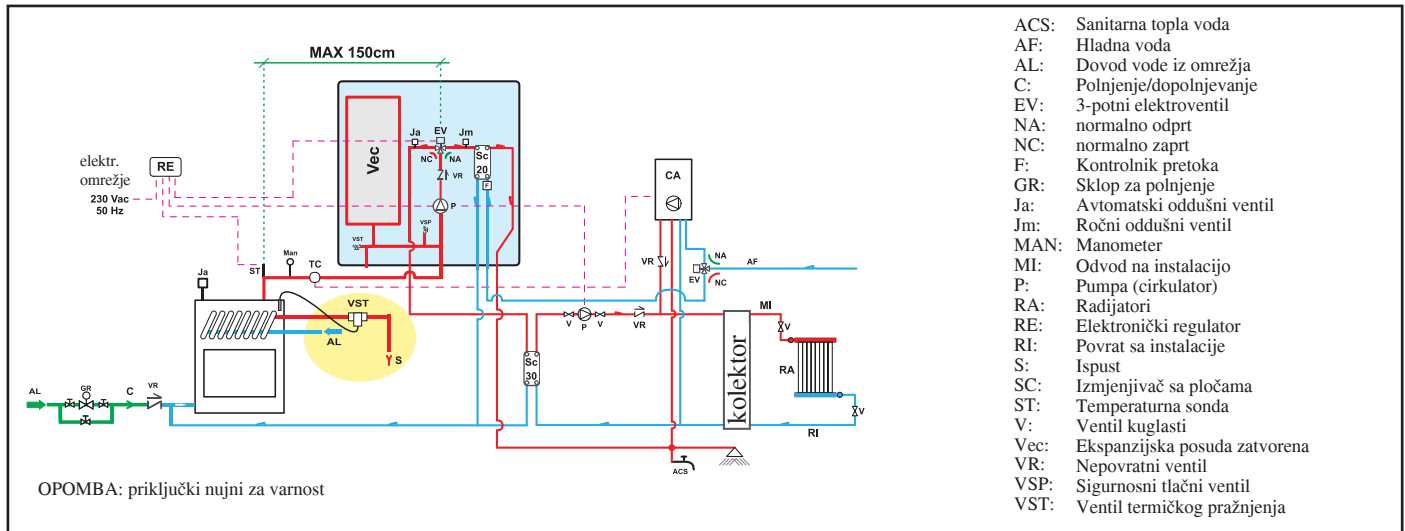 MAX 150cm
Ja
EV
Jm
NC
NA
Vec
Sc
20
F
VR
P
VSP
VST
elektr.
omrežje
RE
230 Vac
50 Hz
CA
ST
Man
TC
Ja
VST
AL
S
VR
NA
EV
NC
AF
MI
V
V
P
V
VR
kolektor
RA
Sc
30
AL
GR
C
VR
V
RI
ACS
OPOMBA: priključki nujni za varnost
ACS: Sanitarna topla voda
AF: Hladna voda
AL: Dovod vode iz omrežja
C: Polnjenje/dopolnjevanje
EV: 3-potni elektroventil
NA: normalno odprt
NC: normalno zaprt
F: Kontrolnik pretoka
GR: Sklop za polnjenje
Ja: Avtomatski oddušni ventil
Jm: Ročni oddušni ventil
MAN: Manometer
MI: Odvod na instalacijo
P: Pumpa (cirkulator)
RA: Radijatori
RE: Elektronički regulator
RI: Povrat sa instalacije
S: Ispust
SC: Izmjenjivač sa pločama
ST: Temperaturna sonda
V: Ventil kuglasti
Vec: Ekspanzijska posuda zatvorena
VR: Nepovratni ventil
VSP: Sigurnosni tlačni ventil
VST: Ventil termičkog pražnjenja